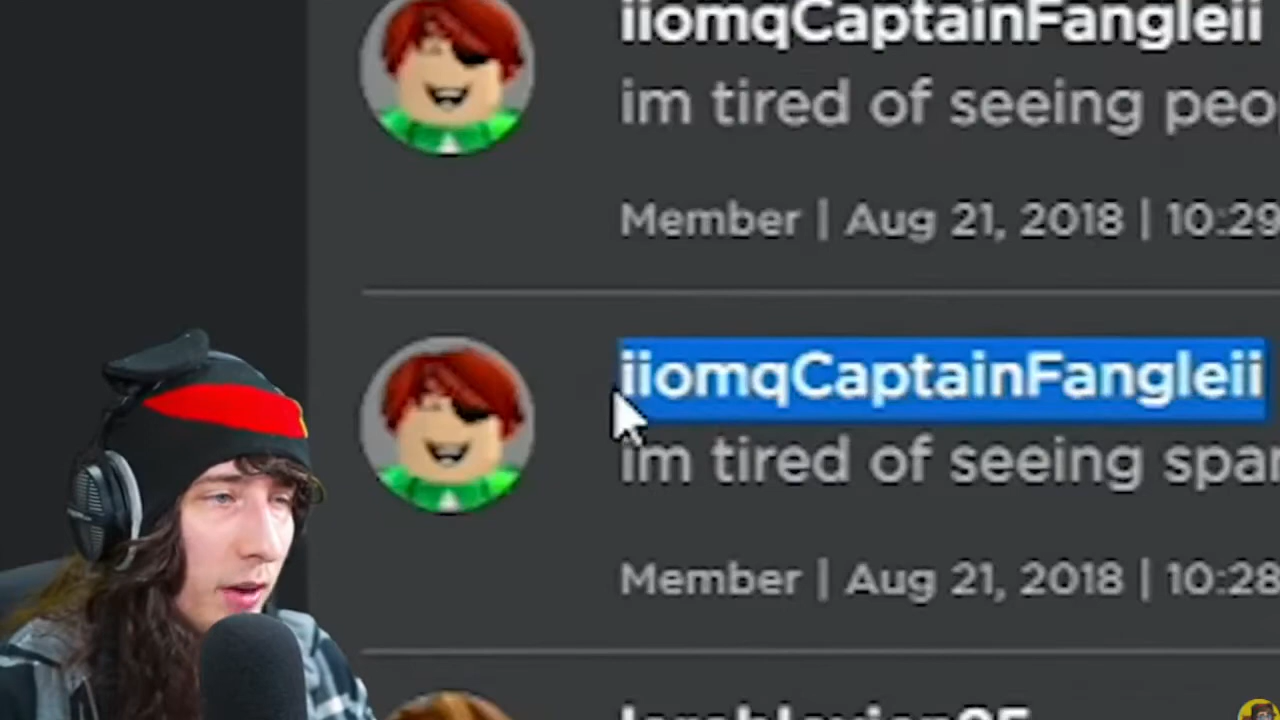 iiomqCaptainFangleii
im tired of seeing peo
Member | Aug 21, 2018 | 10:29
iiomqCaptainFangleii
im tired of seeing spa
Member | Aug 21, 2018 | 10:28